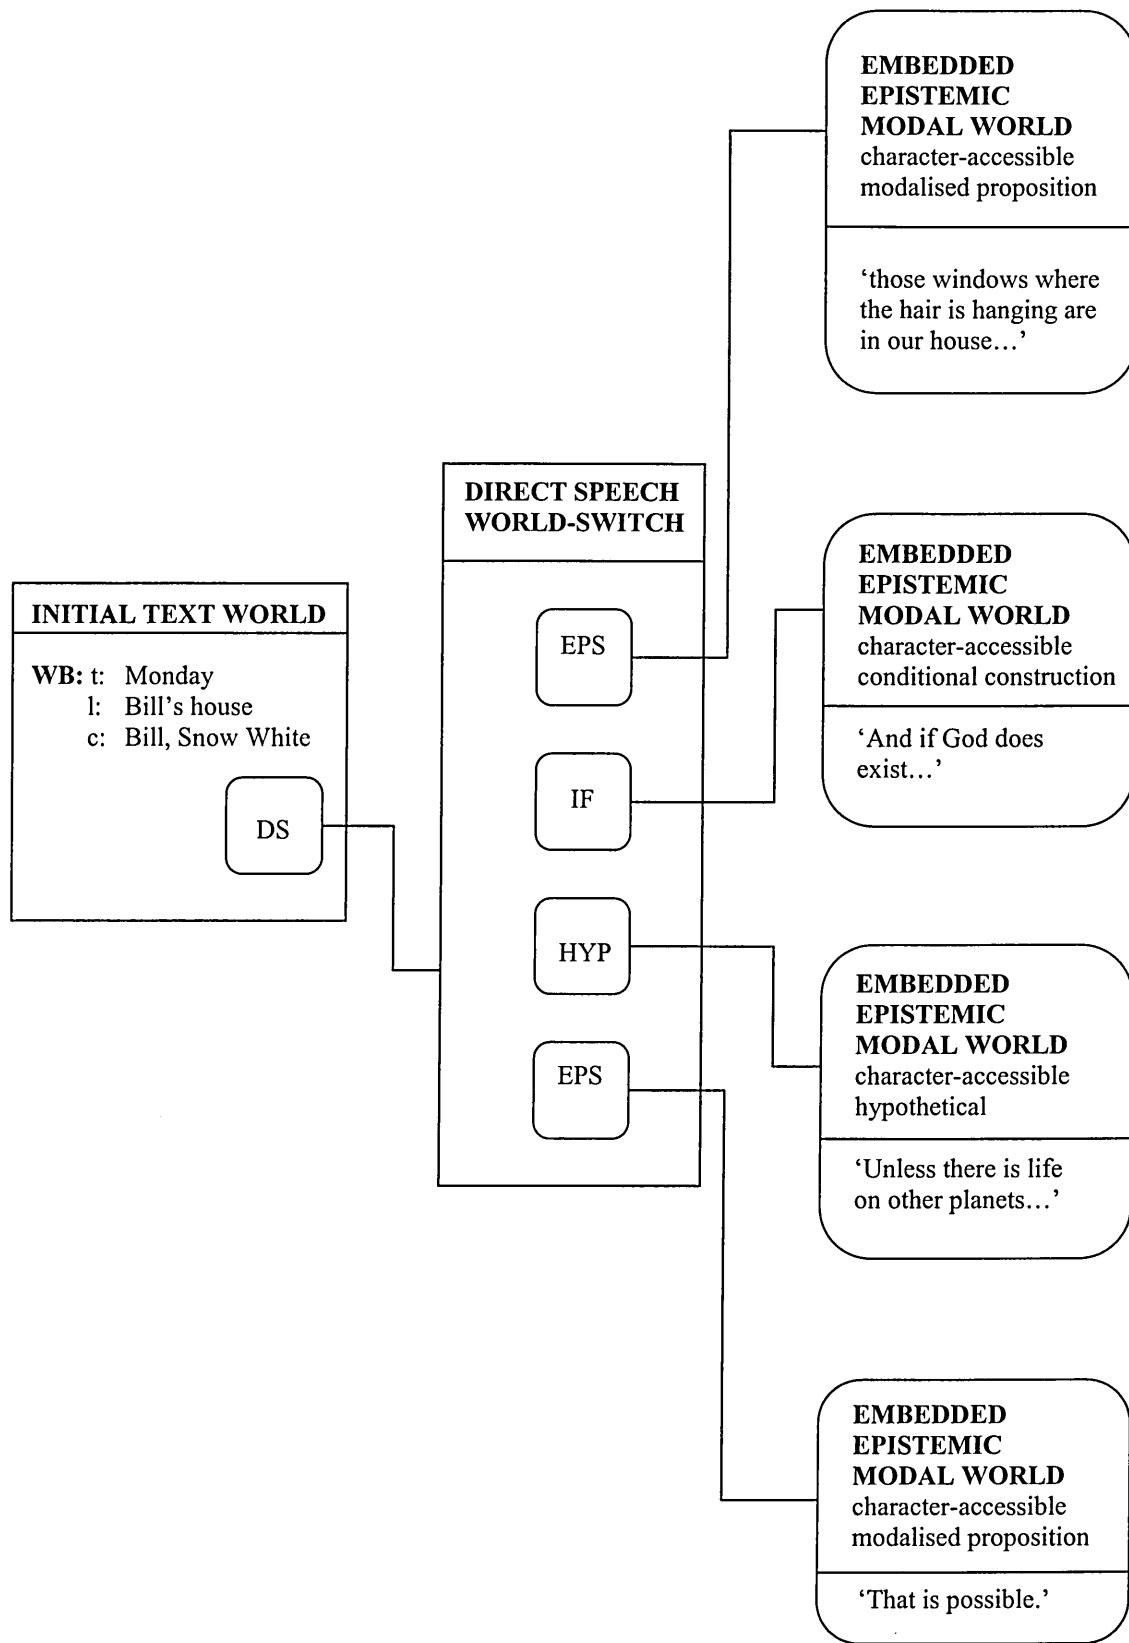 INITIAL TEXT WORLD
WB: t: Monday
l: Bill's house
c: Bill, Snow White
DS
DIRECT SPEECH
WORLD-SWITCH
EPS
IF
HYP
EPS
EMBEDDED
EPISTEMIC
MODAL WORLD
character-accessible
modalised proposition
‘those windows where
the hair is hanging are
in our house…’
EMBEDDED
EPISTEMIC
MODAL WORLD
character-accessible
conditional construction
‘And if God does
exist…’
EMBEDDED
EPISTEMIC
MODAL WORLD
character-accessible
hypothetical
‘Unless there is life
on other planets…’
EMBEDDED
EPISTEMIC
MODAL WORLD
character-accessible
modalised proposition
‘That is possible.’